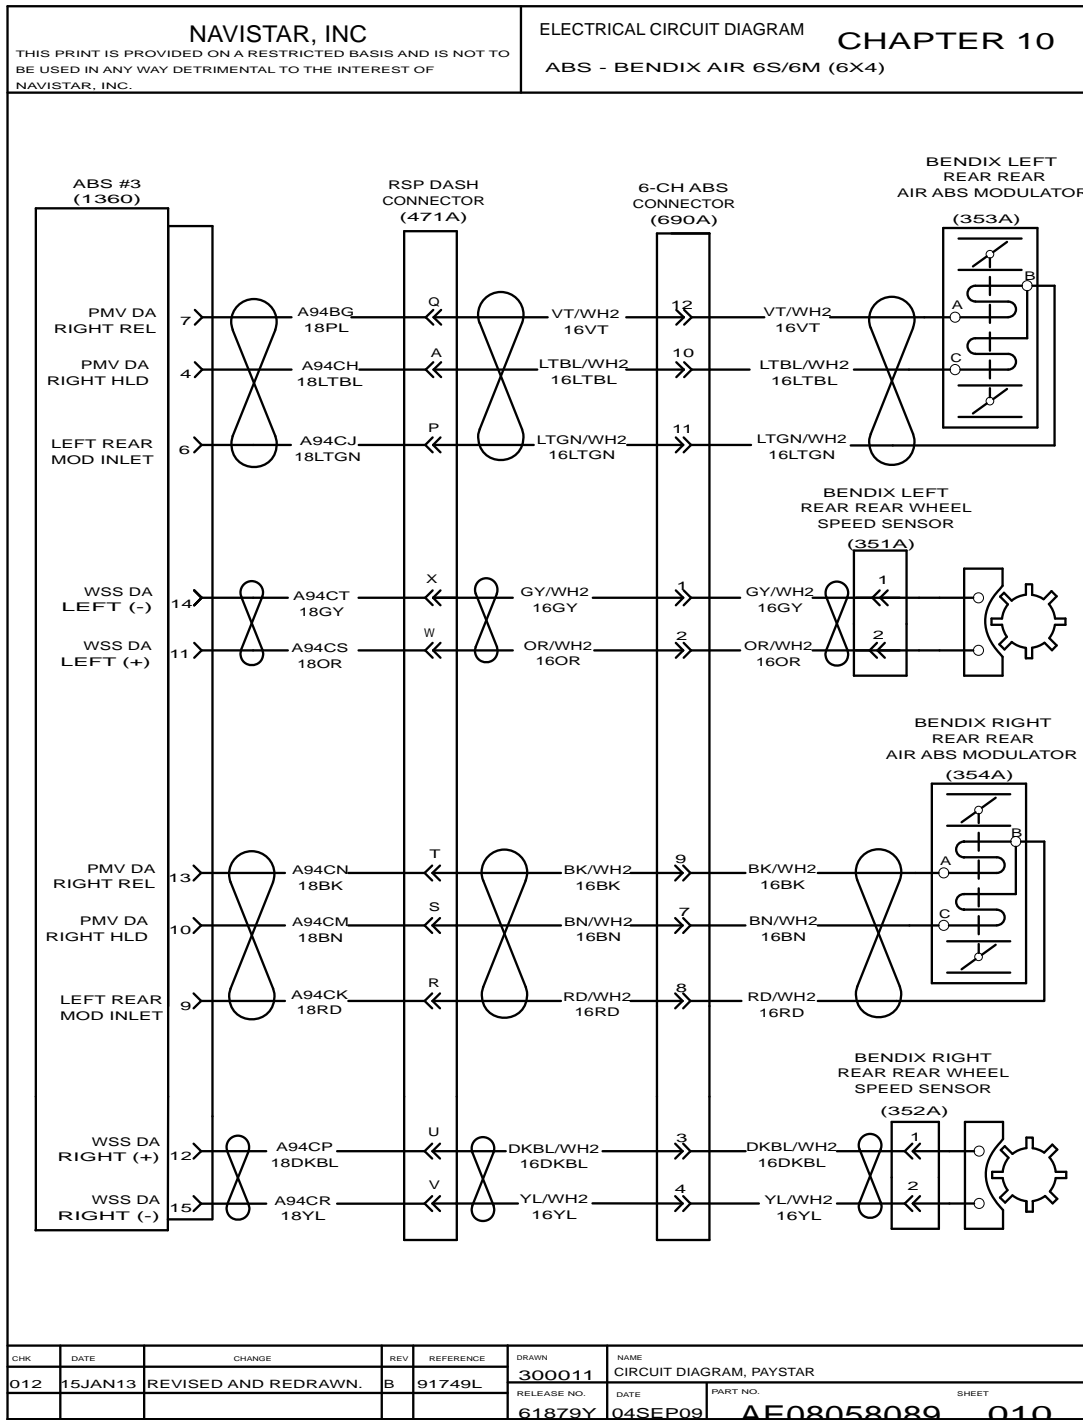 NAVISTAR, INC
THIS PRINT IS PROVIDED ON A RESTRICTED BASIS AND IS NOT TO
BE USED IN ANY WAY DETRIMENTAL TO THE INTEREST OF
NAVISTAR, INC.
ELECTRICAL CIRCUIT DIAGRAM
CHAPTER 10
ABS - BENDIX AIR 6S/6M (6X4)
ABS #3
(1360)
RSP DASH
CONNECTOR
(471A)
6-CH ABS
CONNECTOR
(690A)
BENDIX LEFT
REAR REAR
AIR ABS MODULATOR
(353A)
PMV DA
RIGHT REL
7
A94BG
18PL
Q
VT/WH2
16VT
12
VT/WH2
16VT
A
B
PMV DA
RIGHT HLD
4
A94CH
18LTBL
A
LTBL/WH2
16LTBL
10
LTBL/WH2
16LTBL
C
LEFT REAR
MOD INLET
6
A94CJ
18LTGN
P
LTGN/WH2
16LTGN
11
LTGN/WH2
16LTGN
BENDIX LEFT
REAR REAR WHEEL
SPEED SENSOR
(351A)
WSS DA
LEFT (-)
14
A94CT
18GY
X
GY/WH2
16GY
1
GY/WH2
16GY
1
WSS DA
LEFT (+)
11
A94CS
18OR
W
OR/WH2
16OR
2
OR/WH2
16OR
2
BENDIX RIGHT
REAR REAR
AIR ABS MODULATOR
(354A)
PMV DA
RIGHT REL
13
A94CN
18BK
T
BK/WH2
16BK
9
BK/WH2
16BK
A
B
PMV DA
RIGHT HLD
10
A94CM
18BN
S
BN/WH2
16BN
7
BN/WH2
16BN
C
LEFT REAR
MOD INLET
9
A94CK
18RD
R
RD/WH2
16RD
8
RD/WH2
16RD
BENDIX RIGHT
REAR REAR WHEEL
SPEED SENSOR
(352A)
WSS DA
RIGHT (+)
12
A94CP
18DKBL
U
DKBL/WH2
16DKBL
3
DKBL/WH2
16DKBL
1
WSS DA
RIGHT (-)
15
A94CR
18YL
V
YL/WH2
16YL
4
YL/WH2
16YL
2
CHK DATE CHANGE REV REFERENCE
012 15JAN13 REVISED AND REDRAWN. B 91749L
DRAWN
300011
NAME
CIRCUIT DIAGRAM, PAYSTAR
RELEASE NO.
61879Y
DATE
04SEP09
PART NO.
AE08058089
SHEET
010